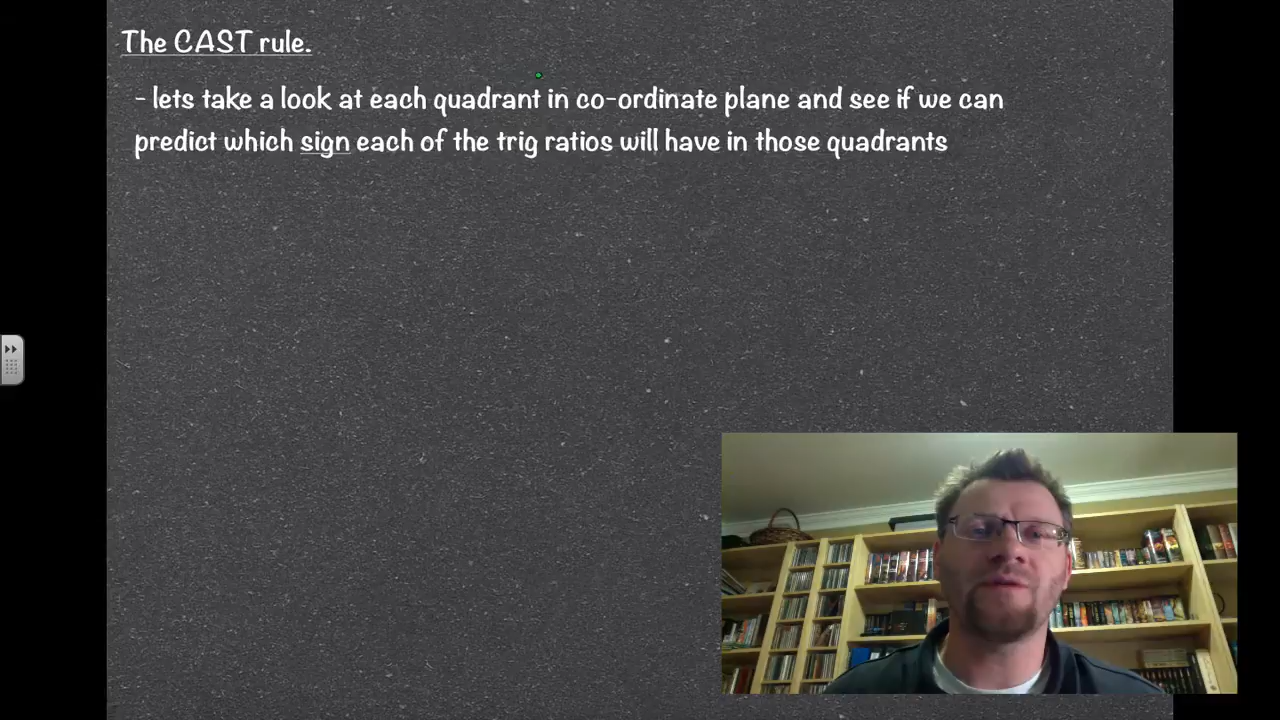 The CAST rule.
- lets take a look at each quadrant in co-ordinate plane and see if we can
predict which sign each of the trig ratios will have in those quadrants